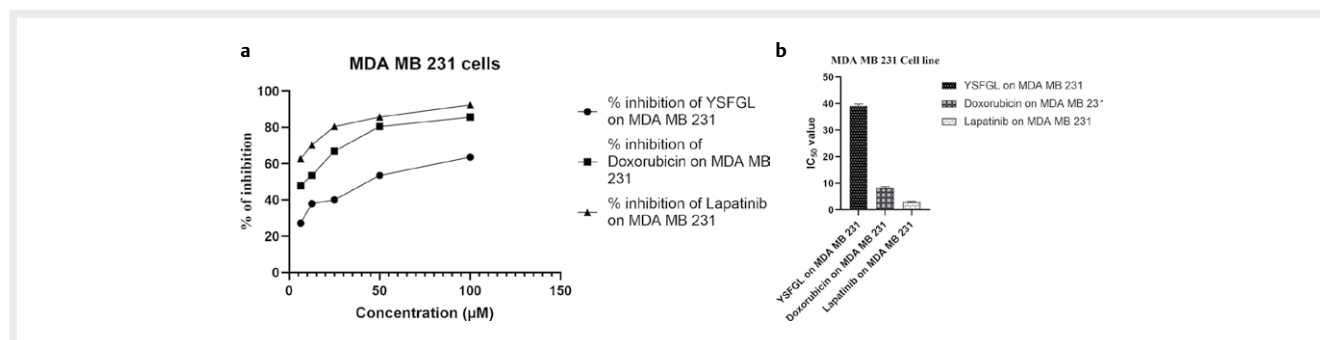 a
MDA MB 231 cells
% of inhibition
100
80
60
40
20
0
0
50
100
150
Concentration (µM)
% inhibition of YSFGL
on MDA MB 231
% inhibition of
Doxorubicin on MDA MB
231
% inhibition of Lapatinib
on MDA MB 231
b
MDA MB 231 Cell line
IC50 value
50
40
30
20
10
0
YSFGL on MDA MB 231
Doxorubicin on MDA MB 231
Lapatinib on MDA MB 231
YSFGL on MDA MB 231
Doxorubicin on MDA MB 231
Lapatinib on MDA MB 231